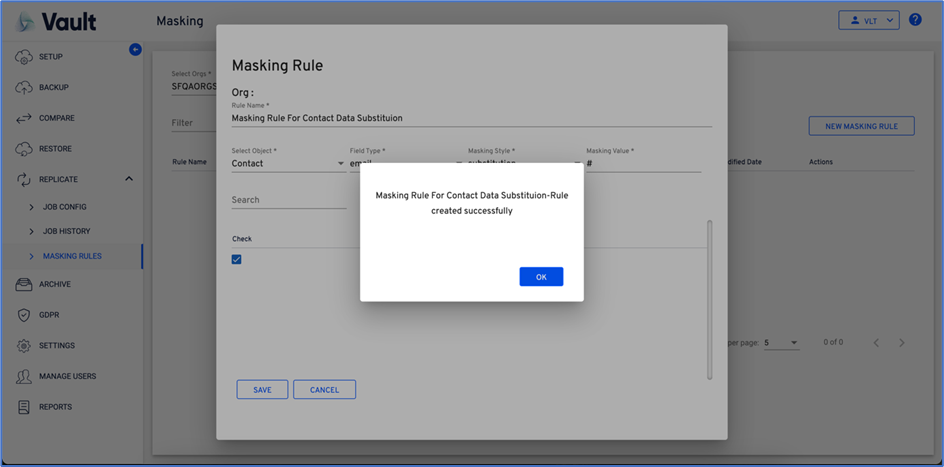 Vault
Masking
VLT
?
SETUP
BACKUP
COMPARE
RESTORE
REPLICATE
JOB CONFIG
JOB HISTORY
MASKING RULES
ARCHIVE
GDPR
SETTINGS
MANAGE USERS
REPORTS
Select Orgs *
SFQAORGS
Filter
NEW MASKING RULE
Rule Name
dified Date
Actions
per page: 5
0 of 0
Masking Rule
Org :
Rule Name *
Masking Rule For Contact Data Substituion
Select Object *
Field Type *
Masking Style *
Masking Value *
Contact
email
substitution
#
Search
Check
SAVE
CANCEL
Masking Rule For Contact Data Substituion-Rule
created successfully
OK